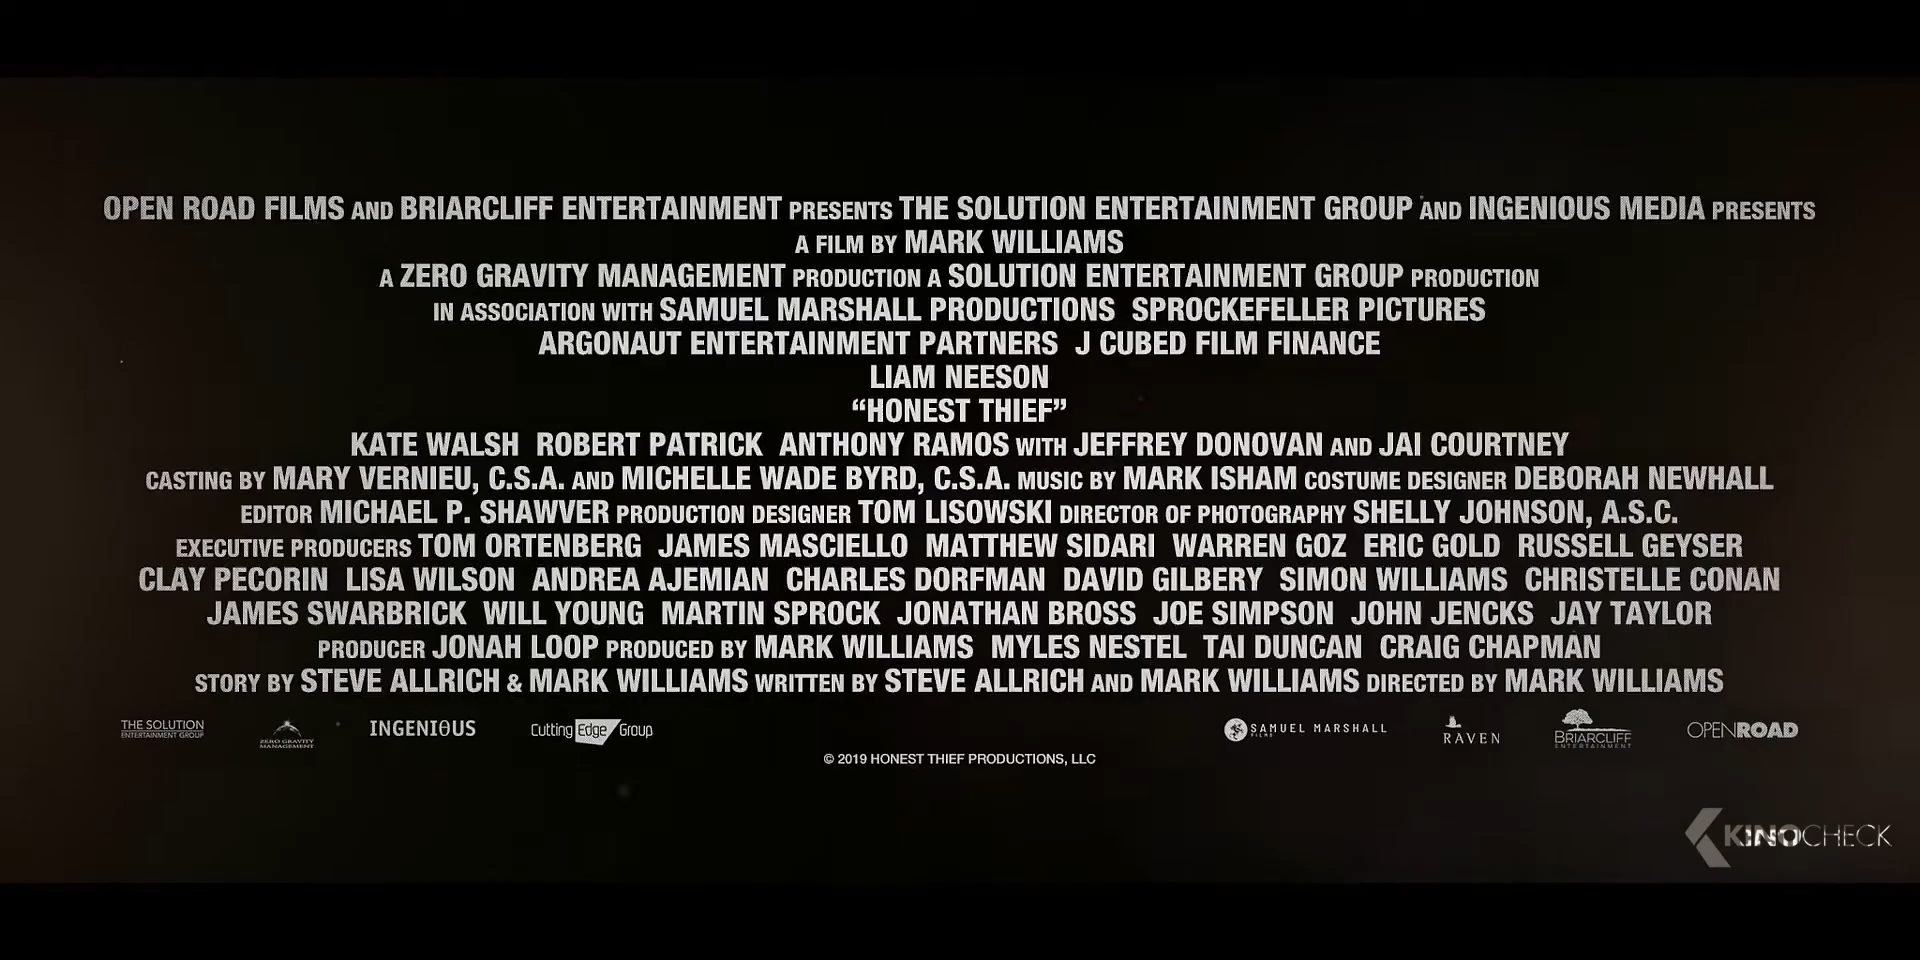 OPEN ROAD FILMS AND BRIARCLIFF ENTERTAINMENT PRESENTS THE SOLUTION ENTERTAINMENT GROUP AND INGENIOUS MEDIA PRESENTS
A FILM BY MARK WILLIAMS
A ZERO GRAVITY MANAGEMENT PRODUCTION A SOLUTION ENTERTAINMENT GROUP PRODUCTION
IN ASSOCIATION WITH SAMUEL MARSHALL PRODUCTIONS SPROCKEFELLER PICTURES
ARGONAUT ENTERTAINMENT PARTNERS J CUBED FILM FINANCE
LIAM NEESON
“HONEST THIEF”
KATE WALSH ROBERT PATRICK ANTHONY RAMOS WITH JEFFREY DONOVAN AND JAI COURTNEY
CASTING BY MARY VERNIEU, C.S.A. AND MICHELLE WADE BYRD, C.S.A. MUSIC BY MARK ISHAM COSTUME DESIGNER DEBORAH NEWHALL
EDITOR MICHAEL P. SHAWVER PRODUCTION DESIGNER TOM LISOWSKI DIRECTOR OF PHOTOGRAPHY SHELLY JOHNSON, A.S.C.
EXECUTIVE PRODUCERS TOM ORTENBERG JAMES MASCIELLO MATTHEW SIDARI WARREN GOZ ERIC GOLD RUSSELL GEYSER
CLAY PECORIN LISA WILSON ANDREA AJEMIAN CHARLES DORFMAN DAVID GILBERY SIMON WILLIAMS CHRISTELLE CONAN
JAMES SWARBRICK WILL YOUNG MARTIN SPROCK JONATHAN BROSS JOE SIMPSON JOHN JENCKS JAY TAYLOR
PRODUCER JONAH LOOP PRODUCED BY MARK WILLIAMS MYLES NESTEL TAI DUNCAN CRAIG CHAPMAN
STORY BY STEVE ALLRICH & MARK WILLIAMS WRITTEN BY STEVE ALLRICH AND MARK WILLIAMS DIRECTED BY MARK WILLIAMS
THE SOLUTION
ENTERTAINMENT GROUP
ZERO GRAVITY
MANAGEMENT
INGENIOUS
Cutting Edge Group
SAMUEL MARSHALL
FILMS
RAVEN
BRIARCLIFF
ENTERTAINMENT
OPENROAD
© 2019 HONEST THIEF PRODUCTIONS, LLC
KINOCHECK